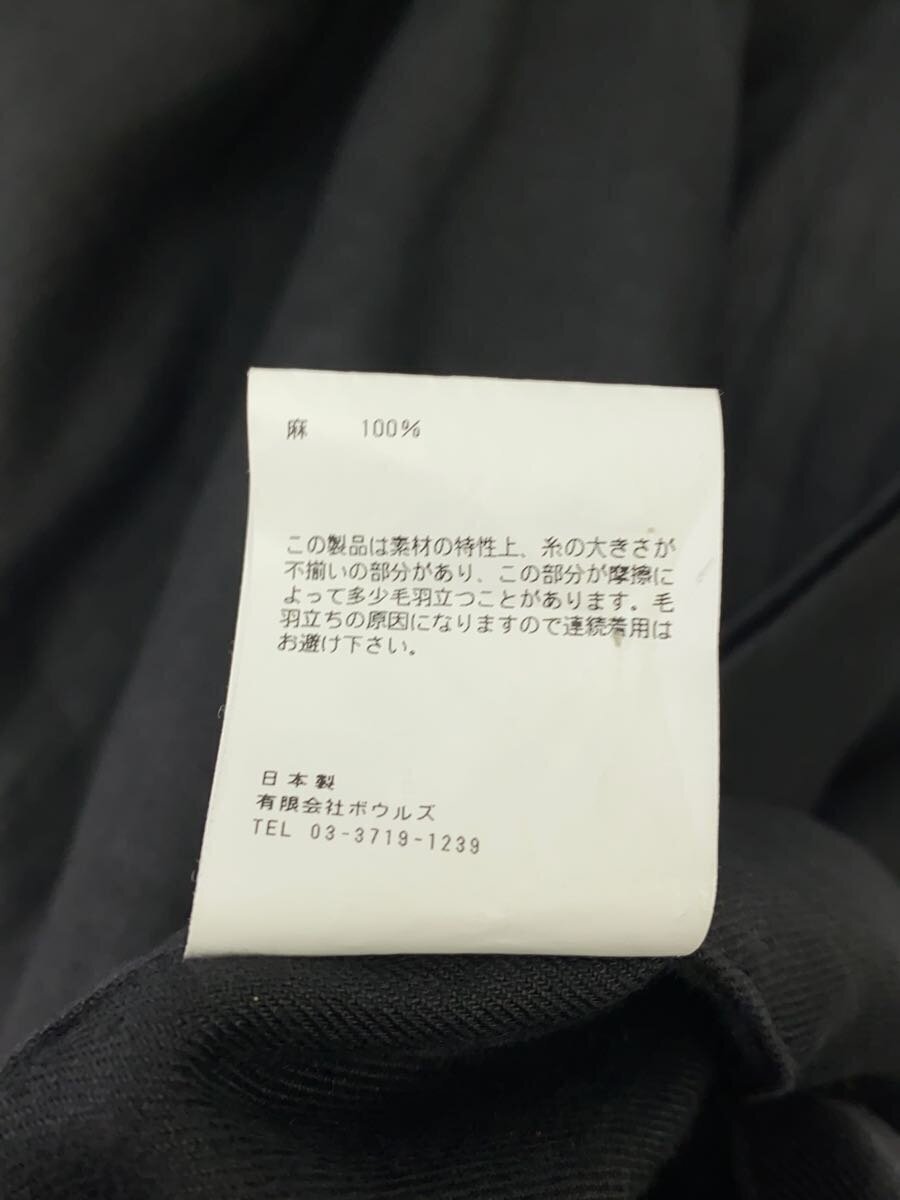 麻 100%
この製品は素材の特性上、糸の大きさが
不揃いの部分があり、この部分が摩擦に
よって多少毛羽立つことがあります。毛
羽立ちの原因になりますので連続着用は
お避け下さい。
日本製
有限会社ボウルズ
TEL 03-3719-1239